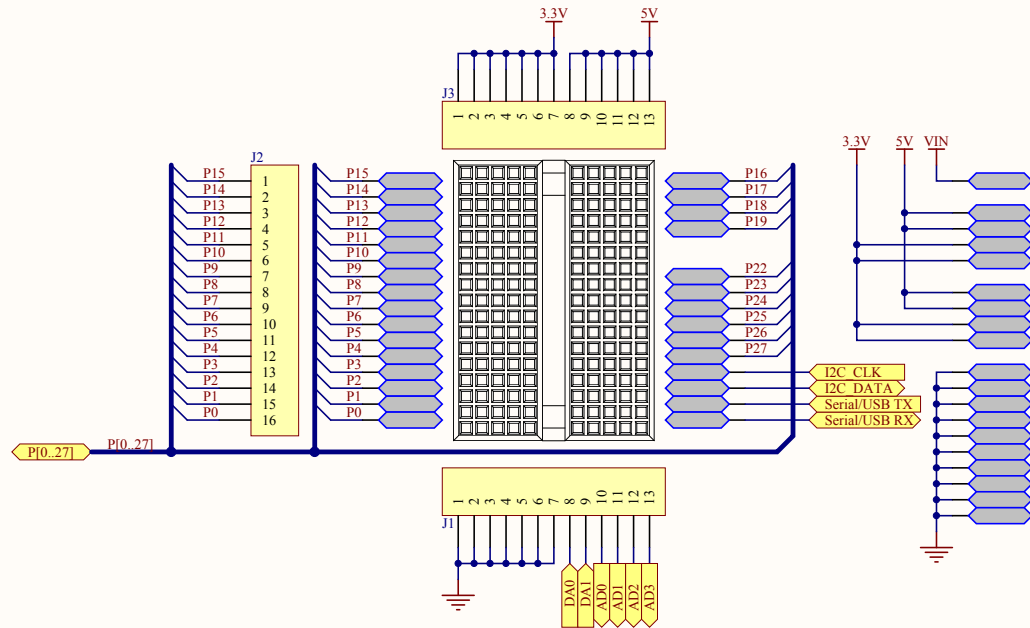 3.3V 5V
J3
1 2 3 4 5 6 7 8 9 10 11 12 13
3.3V 5V VIN
J2
P15 1 P15 P16
P14 2 P14 P17
P13 3 P13 P18
P12 4 P12 P19
P11 5 P11
P10 6 P10
P9 7 P9 P22
P8 8 P8 P23
P7 9 P7 P24
P6 10 P6 P25
P5 11 P5 P26
P4 12 P4 P27
P3 13 P3 I2C_CLK
P2 14 P2 I2C_DATA
P1 15 P1 Serial/USB TX
P0 16 P0 Serial/USB RX
P[0..27] P[0..27]
1 2 3 4 5 6 7 8 9 10 11 12 13
J1
DA0 DA1 AD0 AD1 AD2 AD3